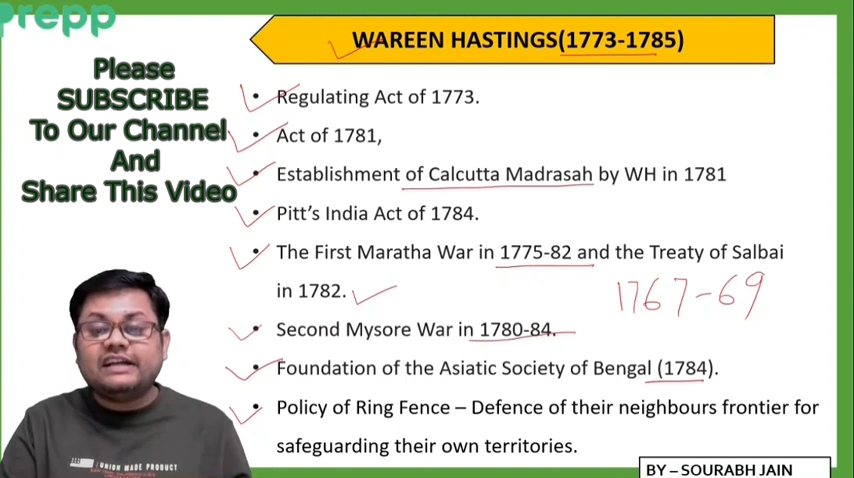 prepp
WAREEN HASTINGS(1773-1785)
Please
SUBSCRIBE
To Our Channel
And
Share This Video
• Regulating Act of 1773.
• Act of 1781,
• Establishment of Calcutta Madrasah by WH in 1781
• Pitt's India Act of 1784.
• The First Maratha War in 1775-82 and the Treaty of Salbai
in 1782.
1767-69
• Second Mysore War in 1780-84.
• Foundation of the Asiatic Society of Bengal (1784).
• Policy of Ring Fence – Defence of their neighbours frontier for
safeguarding their own territories.
UNION MADE PRODUCT
BY – SOURABH JAIN